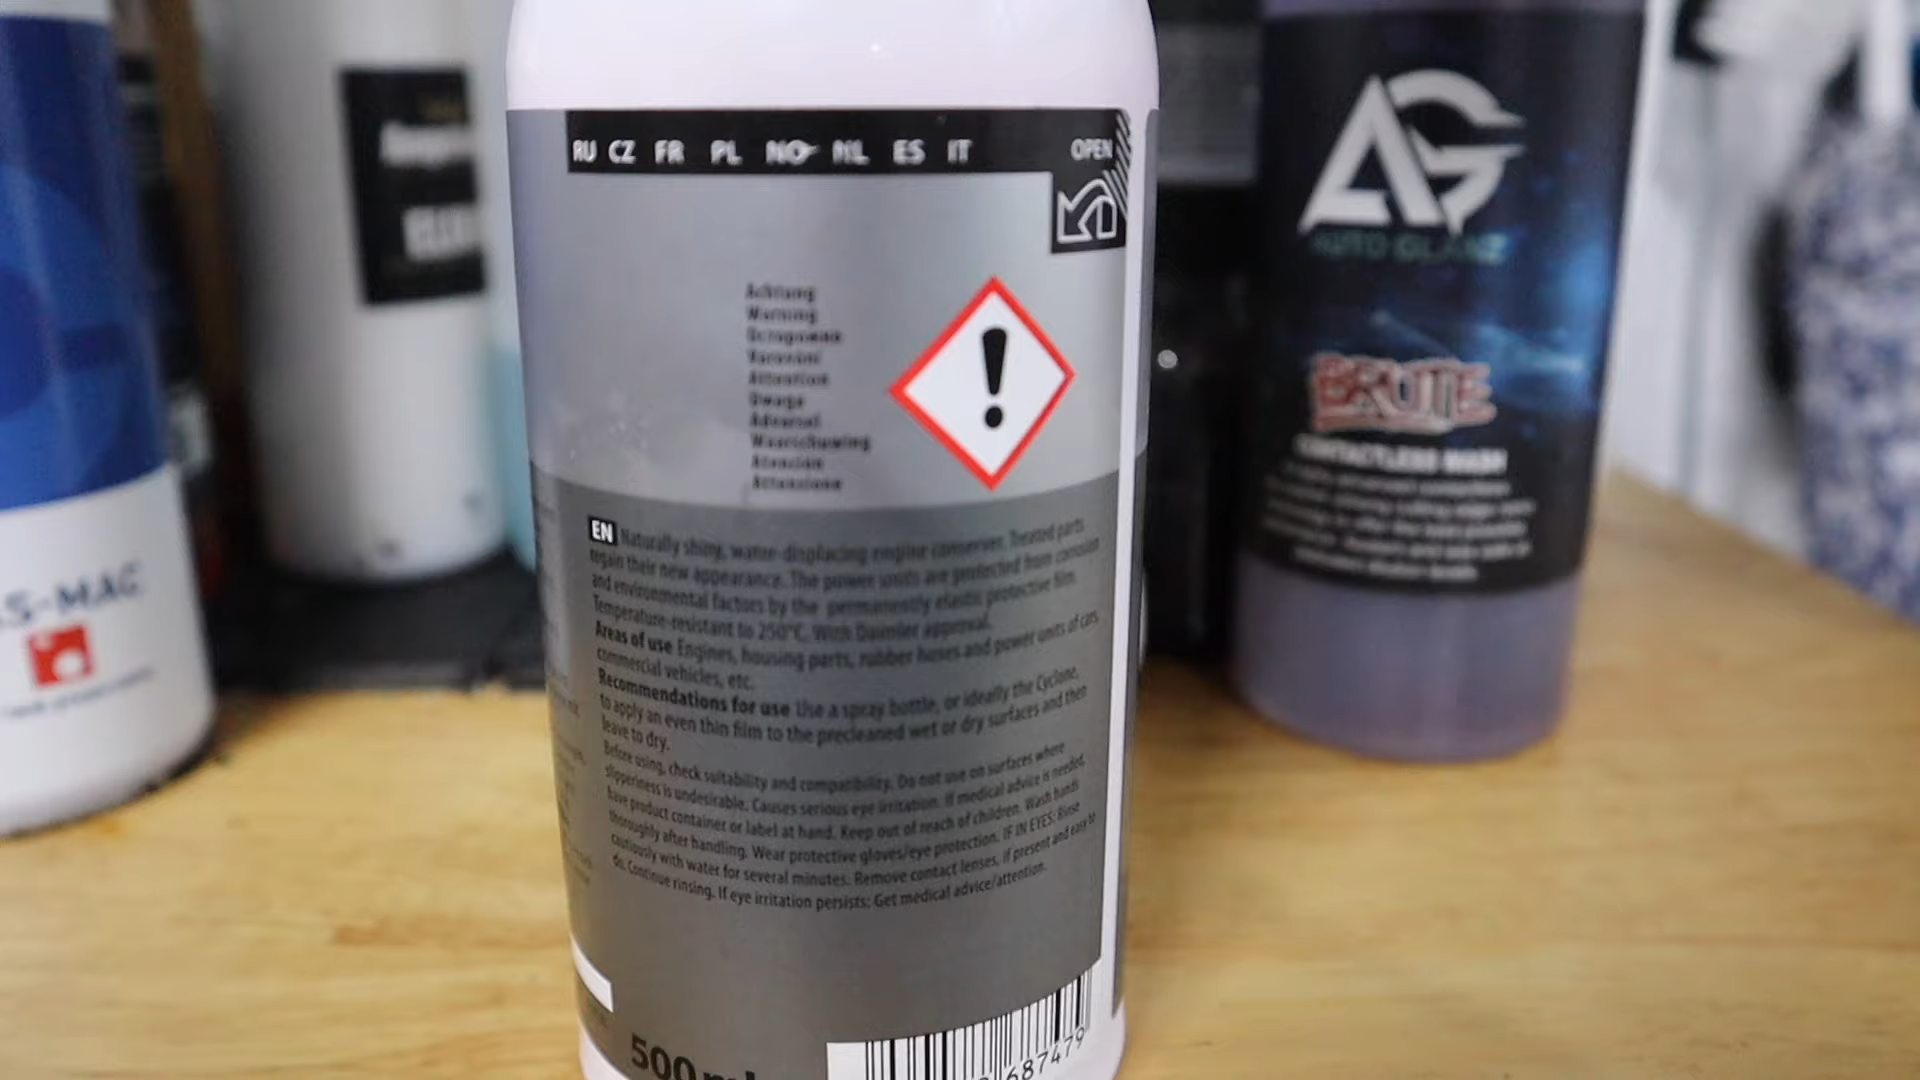 RU CZ FR PL NO NL ES IT
OPEN
Achtung
Warning
Осторожно
Varování
Attention
Uwaga
Advarsel
Waarschuwing
Atención
Attenzione
EN Naturally shiny, water-displacing engine conserver. Treated parts
regain their new appearance. The power units are protected from corrosion
and environmental factors by the permanently elastic protective film.
Temperature-resistant to 250°C. With Daimler approval.
Areas of use Engines, housing parts, rubber hoses and power units of cars,
commercial vehicles, etc.
Recommendations for use Use a spray bottle, or ideally the Cyclone,
to apply an even thin film to the precleaned wet or dry surfaces and then
leave to dry.
Before using, check suitability and compatibility. Do not use on surfaces where
slipperiness is undesirable. Causes serious eye irritation. If medical advice is needed,
have product container or label at hand. Keep out of reach of children. Wash hands
thoroughly after handling. Wear protective gloves/eye protection. IF IN EYES: Rinse
cautiously with water for several minutes. Remove contact lenses, if present and easy to
do. Continue rinsing. If eye irritation persists: Get medical advice/attention.
500 ml
687479
AG
AUTO GLANZ
BRUTE
CONTACTLESS WASH
S-MAC